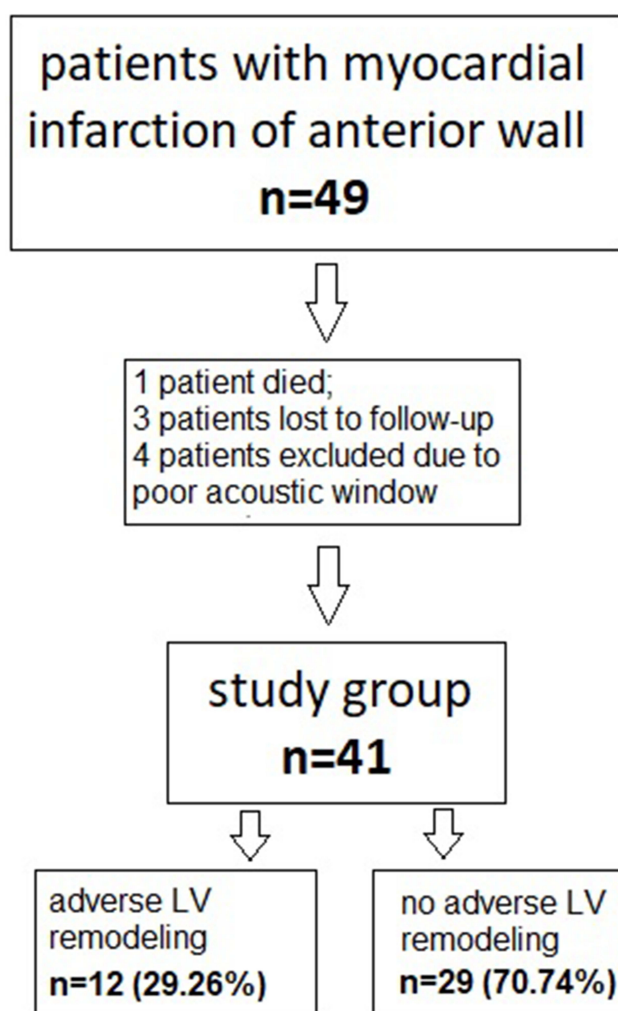 patients with myocardial
infarction of anterior wall
n=49
1 patient died;
3 patients lost to follow-up
4 patients excluded due to
poor acoustic window
study group
n=41
adverse LV
remodeling
n=12 (29.26%)
no adverse LV
remodeling
n=29 (70.74%)